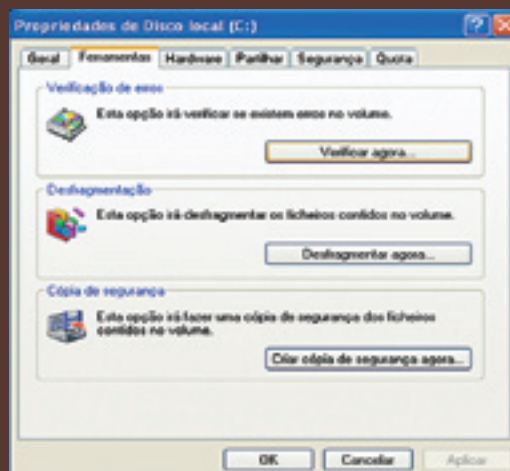 Propriedades de Disco local (C:)
Geral Ferramentas Hardware Partilhar Segurança Quota
Verificação de erros
Esta opção irá verificar se existem erros no volume.
Verificar agora...
Desfragmentação
Esta opção irá desfragmentar os ficheiros contidos no volume.
Desfragmentar agora...
Cópia de segurança
Esta opção irá fazer uma cópia de segurança dos ficheiros
contidos no volume.
Criar cópia de segurança agora...
OK Cancelar Aplicar